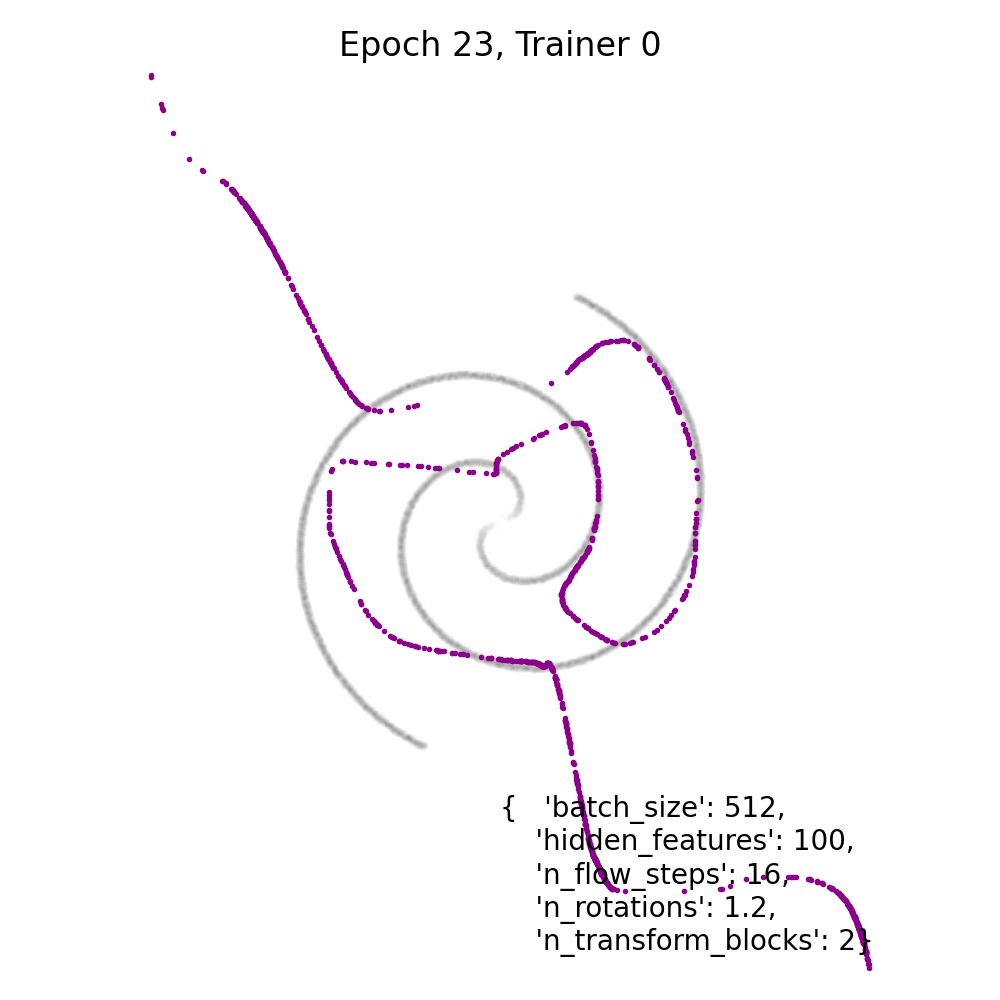 Epoch 23, Trainer 0
{   'batch_size': 512,
    'hidden_features': 100,
    'n_flow_steps': 16,
    'n_rotations': 1.2,
    'n_transform_blocks': 2}